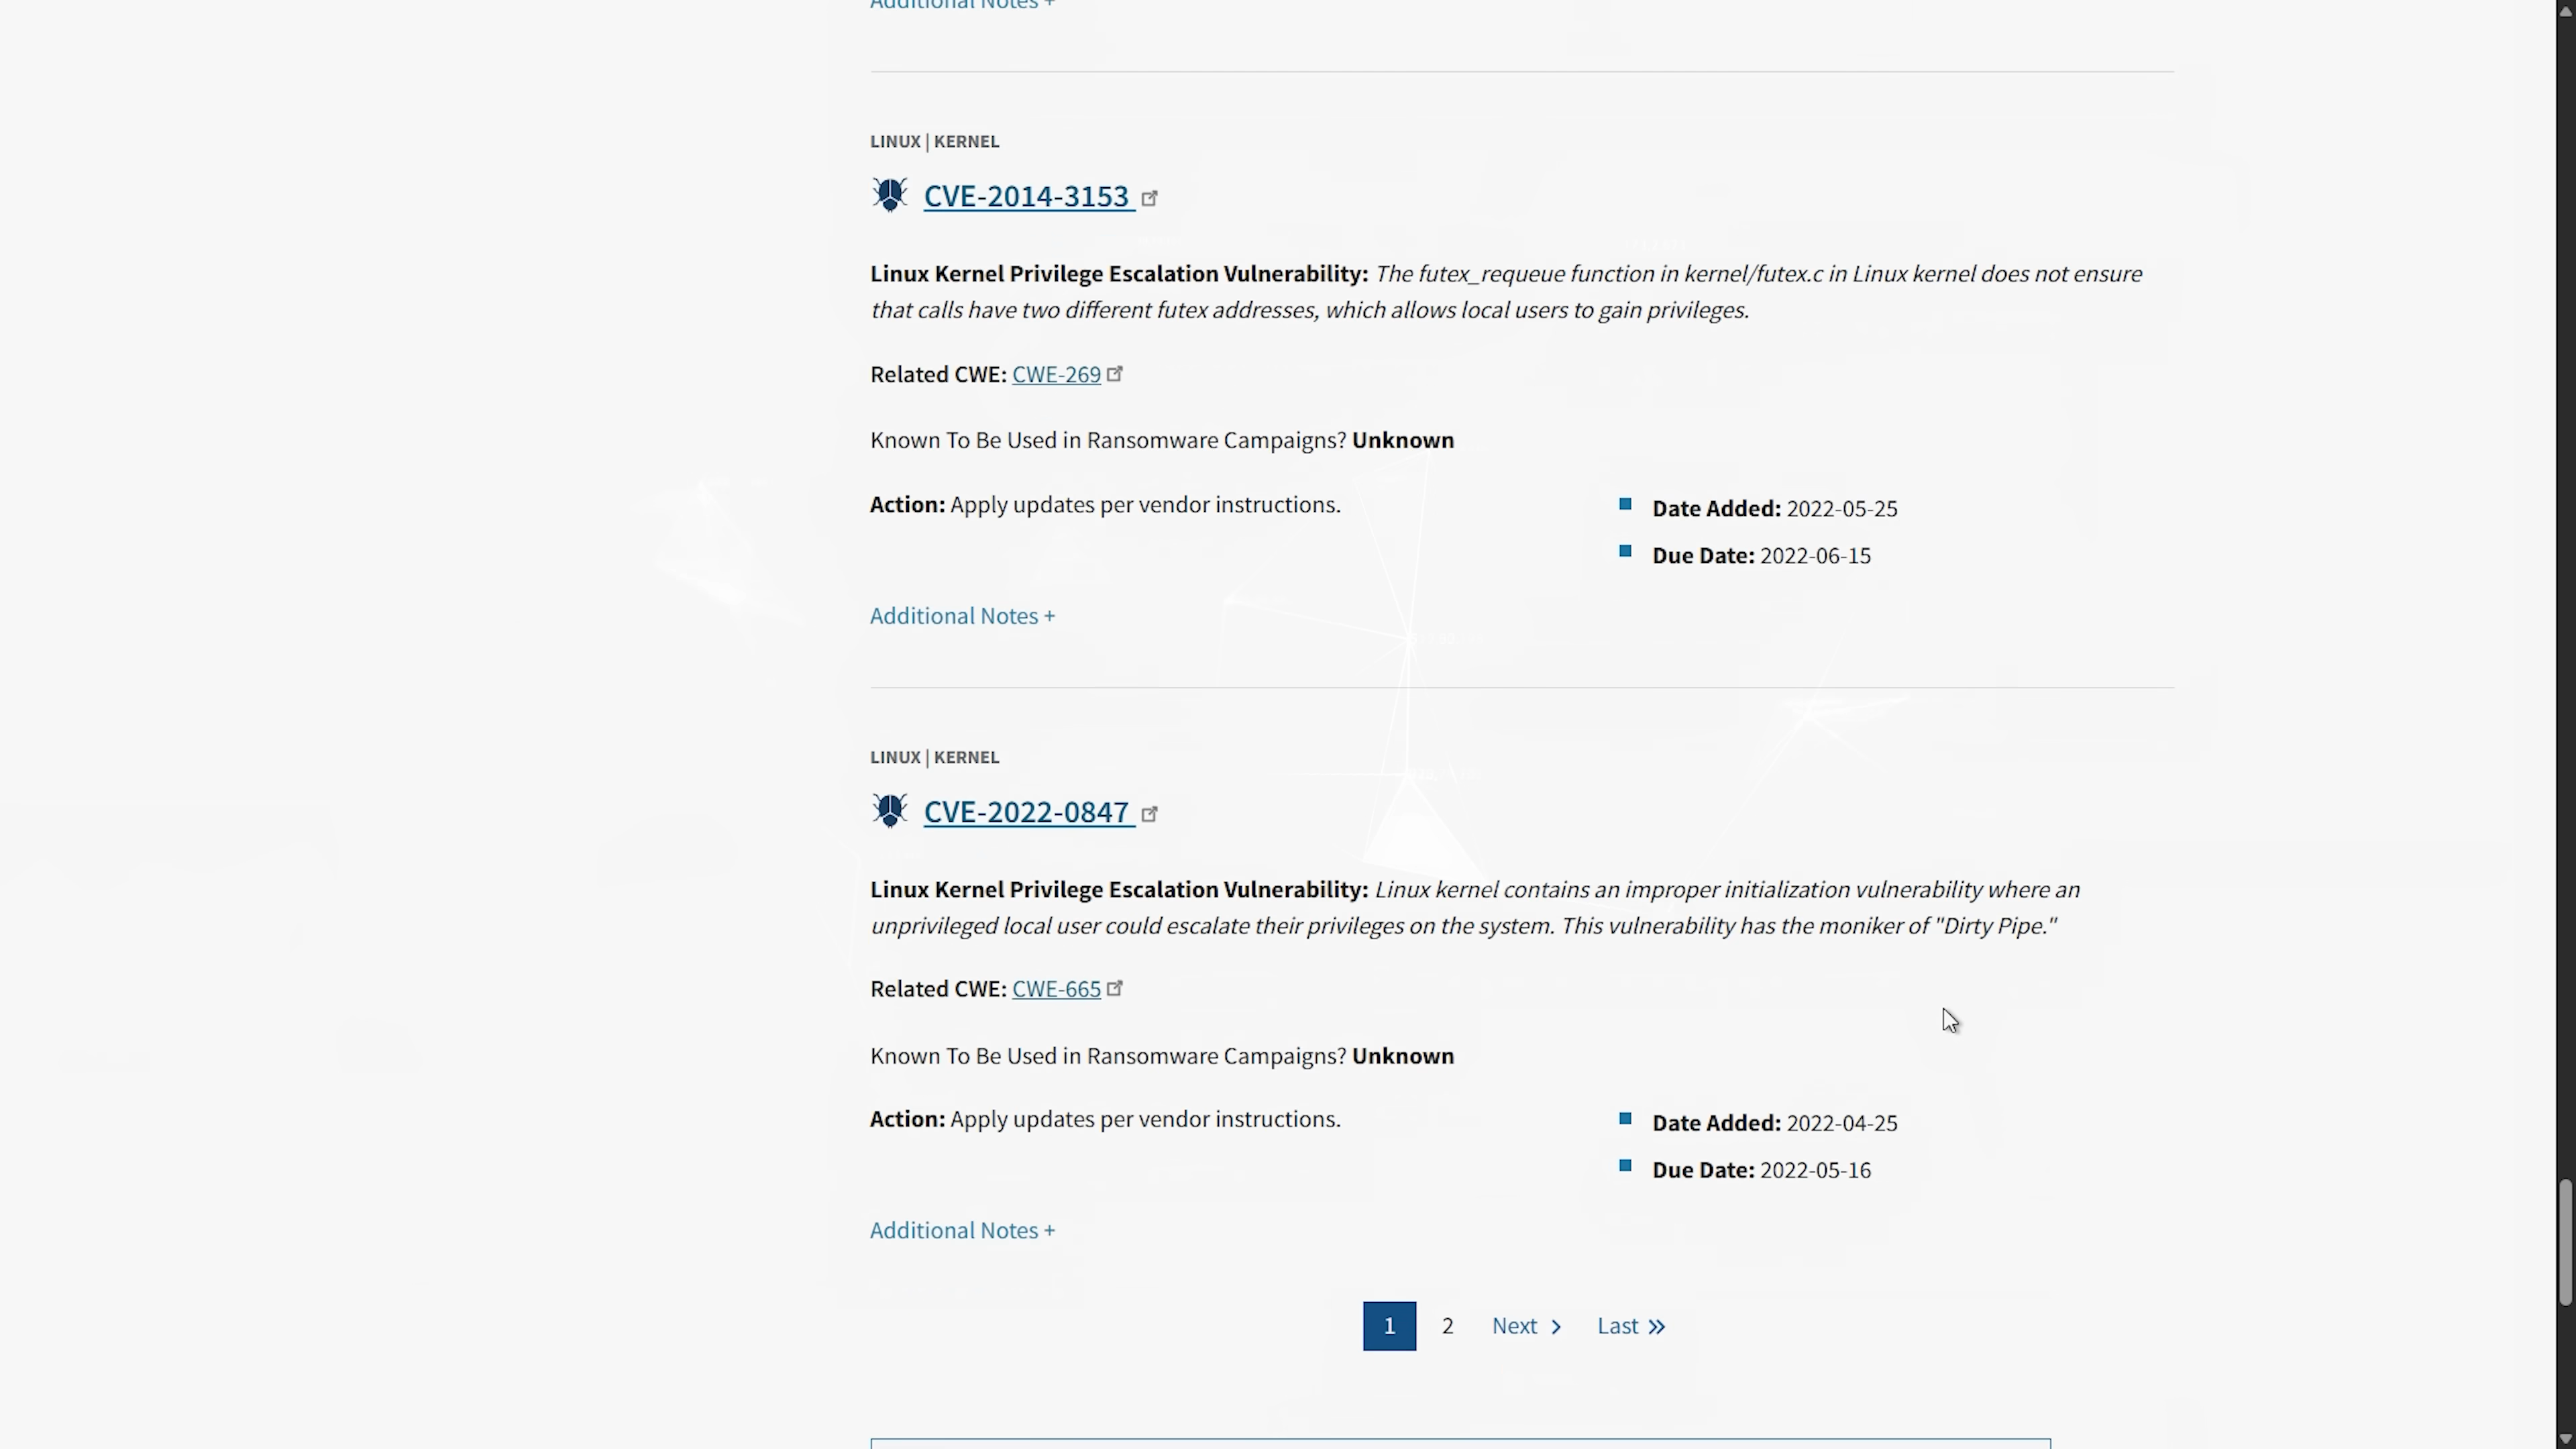 Additional Notes +
LINUX | KERNEL
CVE-2014-3153
Linux Kernel Privilege Escalation Vulnerability: The futex_requeue function in kernel/futex.c in Linux kernel does not ensure
that calls have two different futex addresses, which allows local users to gain privileges.
Related CWE: CWE-269
Known To Be Used in Ransomware Campaigns? Unknown
Action: Apply updates per vendor instructions.
Date Added: 2022-05-25
Due Date: 2022-06-15
Additional Notes +
LINUX | KERNEL
CVE-2022-0847
Linux Kernel Privilege Escalation Vulnerability: Linux kernel contains an improper initialization vulnerability where an
unprivileged local user could escalate their privileges on the system. This vulnerability has the moniker of "Dirty Pipe."
Related CWE: CWE-665
Known To Be Used in Ransomware Campaigns? Unknown
Action: Apply updates per vendor instructions.
Date Added: 2022-04-25
Due Date: 2022-05-16
Additional Notes +
1 2 Next > Last »